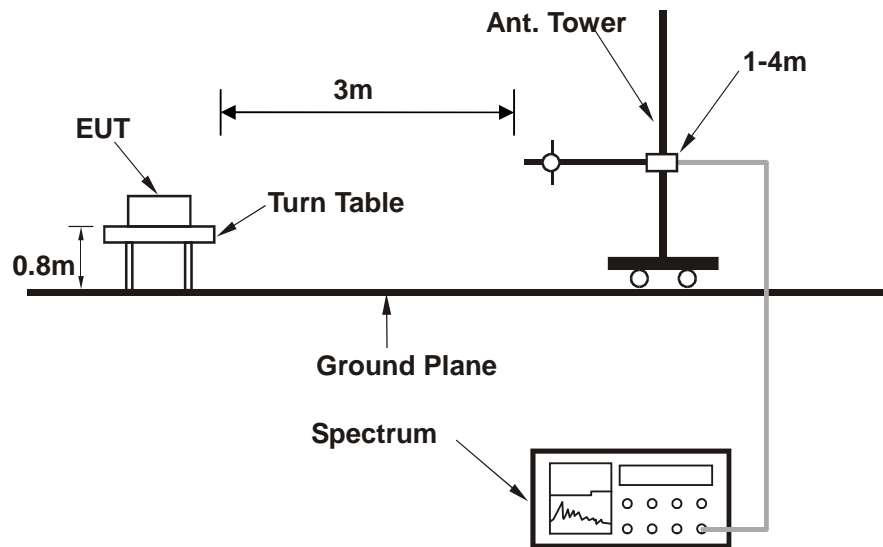 Ant. Tower
1-4m
3m
EUT
Turn Table
0.8m
Ground Plane
Spectrum